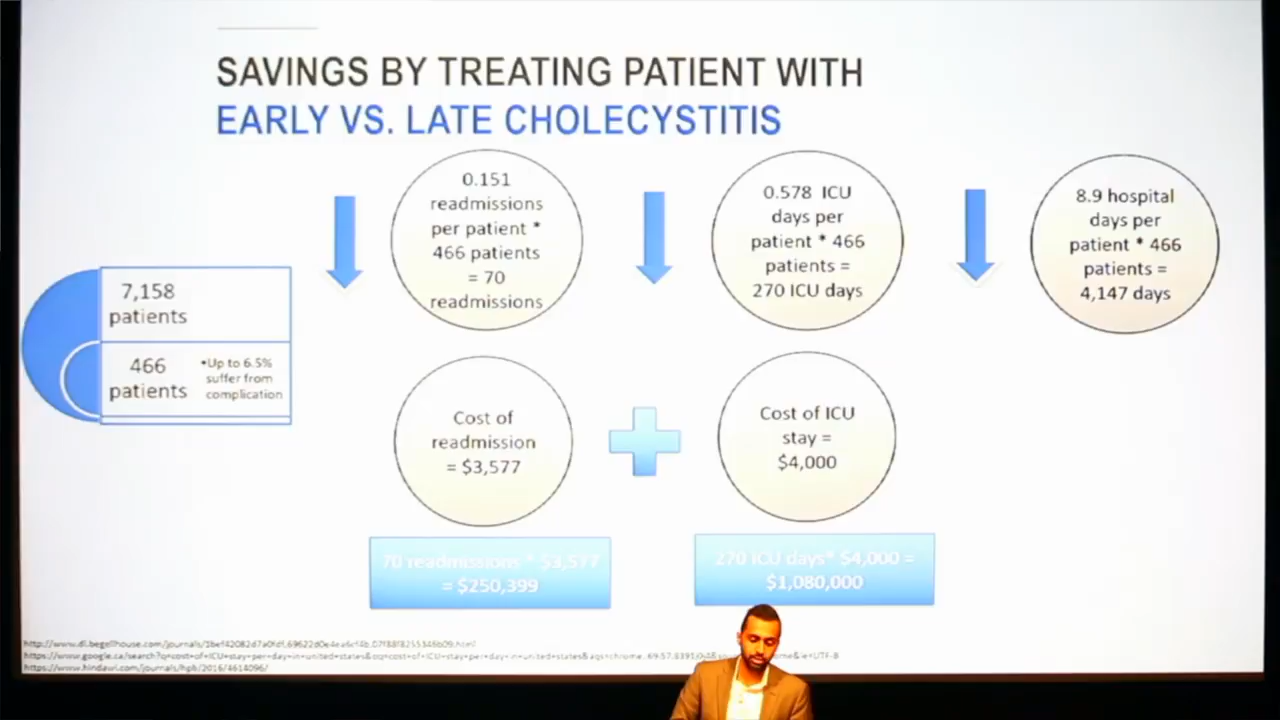 SAVINGS BY TREATING PATIENT WITH
EARLY VS. LATE CHOLECYSTITIS
7,158
patients
466
patients
•Up to 6.5%
suffer from
complication
0.151
readmissions
per patient *
466 patients
= 70
readmissions
0.578 ICU
days per
patient * 466
patients =
270 ICU days
8.9 hospital
days per
patient * 466
patients =
4,147 days
Cost of
readmission
= $3,577
Cost of ICU
stay =
$4,000
70 readmissions * $3,577
= $250,399
270 ICU days* $4,000 =
$1,080,000
https://www.hindawi.com/journals/hpb/2016/4614096/